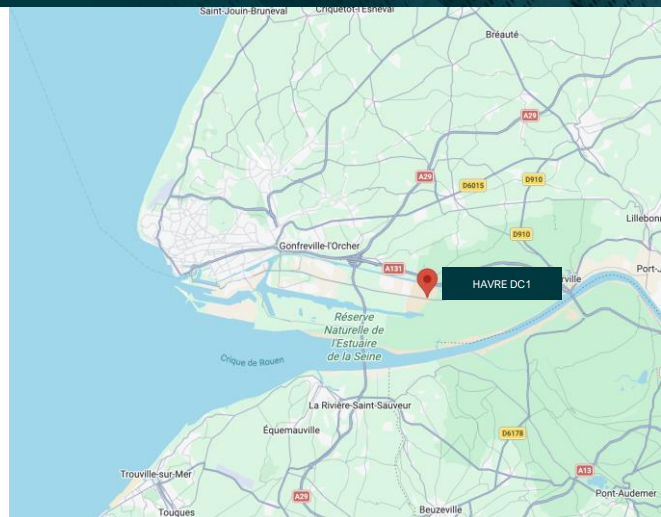 Saint-Jouin-Bruneval
Criquetot-l'Esneval
Bréauté
A29
A29
D6015
D910
Lillebonn
D910
Gonfreville-l'Orcher
A131
HAVRE DC1
erville
Port-J
Réserve
Naturelle de
l'Estuaire
de la Seine
Crique de Rouen
La Rivière-Saint-Sauveur
Équemauville
D6178
Trouville-sur-Mer
A13
A29
Pont-Audemer
Touques
Beuzeville